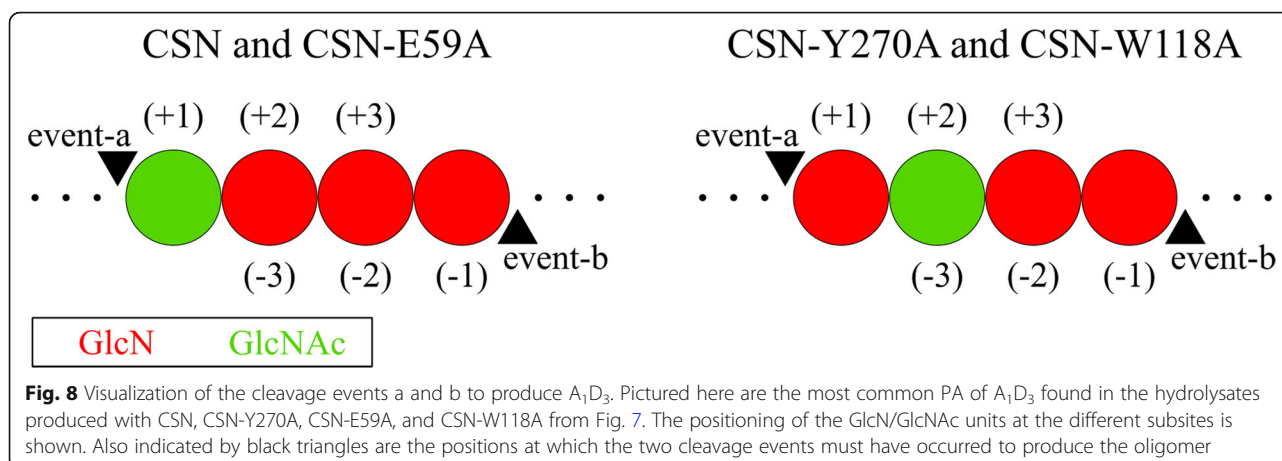 CSN and CSN-E59A CSN-Y270A and CSN-W118A
event-a (+1) (+2) (+3) event-a (+1) (+2) (+3)
· · · · · · · · · · · ·
(-3) (-2) (-1) event-b (-3) (-2) (-1) event-b
GlcN GlcNAc
Fig. 8 Visualization of the cleavage events a and b to produce A₁D₃. Pictured here are the most common PA of A₁D₃ found in the hydrolysates
produced with CSN, CSN-Y270A, CSN-E59A, and CSN-W118A from Fig. 7. The positioning of the GlcN/GlcNAc units at the different subsites is
shown. Also indicated by black triangles are the positions at which the two cleavage events must have occurred to produce the oligomer